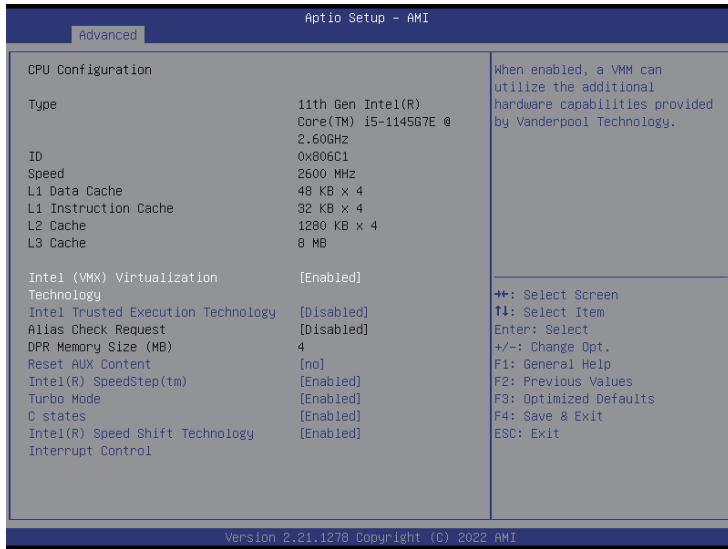 Aptio Setup – AMI
Advanced
CPU Configuration
Type 11th Gen Intel(R)
Core(TM) i5-1145G7E @
2.60GHz
ID 0x806C1
Speed 2600 MHz
L1 Data Cache 48 KB x 4
L1 Instruction Cache 32 KB x 4
L2 Cache 1280 KB x 4
L3 Cache 8 MB
Intel (VMX) Virtualization [Enabled]
Technology
Intel Trusted Execution Technology [Disabled]
Alias Check Request [Disabled]
DPR Memory Size (MB) 4
Reset AUX Content [no]
Intel(R) SpeedStep(tm) [Enabled]
Turbo Mode [Enabled]
C states [Enabled]
Intel(R) Speed Shift Technology [Enabled]
Interrupt Control
When enabled, a VMM can
utilize the additional
hardware capabilities provided
by Vanderpool Technology.
→←: Select Screen
↑↓: Select Item
Enter: Select
+/-: Change Opt.
F1: General Help
F2: Previous Values
F3: Optimized Defaults
F4: Save & Exit
ESC: Exit
Version 2.21.1278 Copyright (C) 2022 AMI